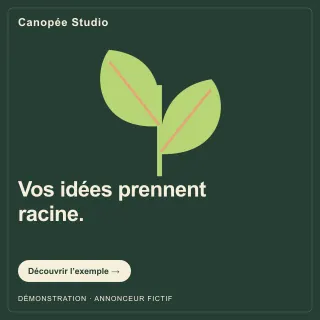 Canopée Studio
Vos idées prennent
racine.
Découvrir l'exemple →
DÉMONSTRATION · ANNONCEUR FICTIF